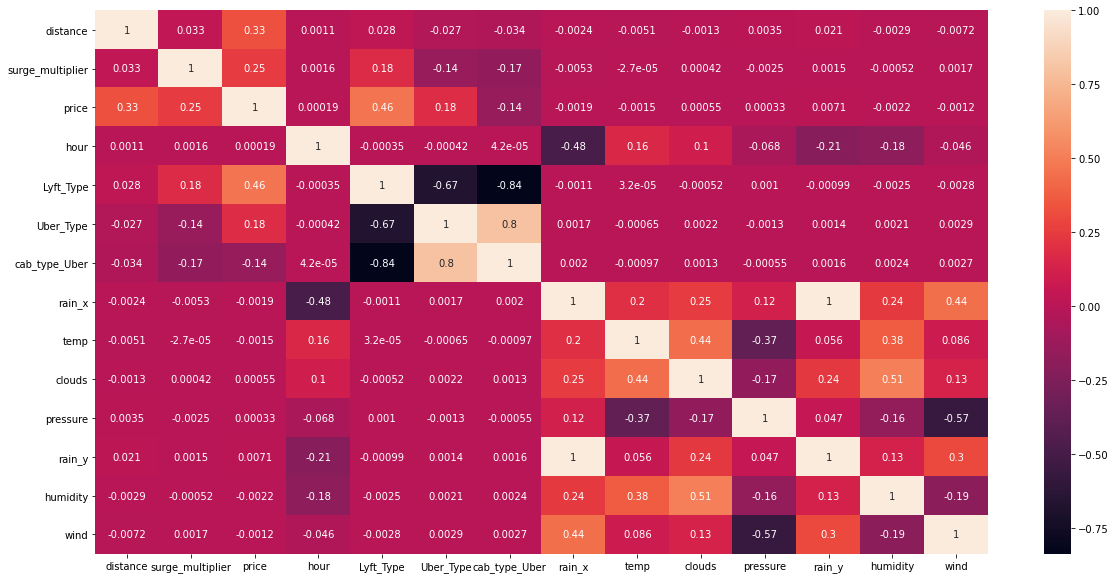 distance 1 0.033 0.33 0.0011 0.028 -0.027 -0.034 -0.0024 -0.0051 -0.0013 0.0035 0.021 -0.0029 -0.0072
surge_multiplier 0.033 1 0.25 0.0016 0.18 -0.14 -0.17 -0.0053 -2.7e-05 0.00042 -0.0025 0.0015 -0.00052 0.0017
price 0.33 0.25 1 0.00019 0.46 0.18 -0.14 -0.0019 -0.0015 0.00055 0.00033 0.0071 -0.0022 -0.0012
hour 0.0011 0.0016 0.00019 1 -0.00035 -0.00042 4.2e-05 -0.48 0.16 0.1 -0.068 -0.21 -0.18 -0.046
Lyft_Type 0.028 0.18 0.46 -0.00035 1 -0.67 -0.84 -0.0011 3.2e-05 -0.00052 0.001 -0.00099 -0.0025 -0.0028
Uber_Type -0.027 -0.14 0.18 -0.00042 -0.67 1 0.8 0.0017 -0.00065 0.0022 -0.0013 0.0014 0.0021 0.0029
cab_type_Uber -0.034 -0.17 -0.14 4.2e-05 -0.84 0.8 1 0.002 -0.00097 0.0013 -0.00055 0.0016 0.0024 0.0027
rain_x -0.0024 -0.0053 -0.0019 -0.48 -0.0011 0.0017 0.002 1 0.2 0.25 0.12 1 0.24 0.44
temp -0.0051 -2.7e-05 -0.0015 0.16 3.2e-05 -0.00065 -0.00097 0.2 1 0.44 -0.37 0.056 0.38 0.086
clouds -0.0013 0.00042 0.00055 0.1 -0.00052 0.0022 0.0013 0.25 0.44 1 -0.17 0.24 0.51 0.13
pressure 0.0035 -0.0025 0.00033 -0.068 0.001 -0.0013 -0.00055 0.12 -0.37 -0.17 1 0.047 -0.16 -0.57
rain_y 0.021 0.0015 0.0071 -0.21 -0.00099 0.0014 0.0016 1 0.056 0.24 0.047 1 0.13 0.3
humidity -0.0029 -0.00052 -0.0022 -0.18 -0.0025 0.0021 0.0024 0.24 0.38 0.51 -0.16 0.13 1 -0.19
wind -0.0072 0.0017 -0.0012 -0.046 -0.0028 0.0029 0.0027 0.44 0.086 0.13 -0.57 0.3 -0.19 1
distance surge_multiplier price hour Lyft_Type Uber_Type cab_type_Uber rain_x temp clouds pressure rain_y humidity wind
1.00
0.75
0.50
0.25
0.00
-0.25
-0.50
-0.75